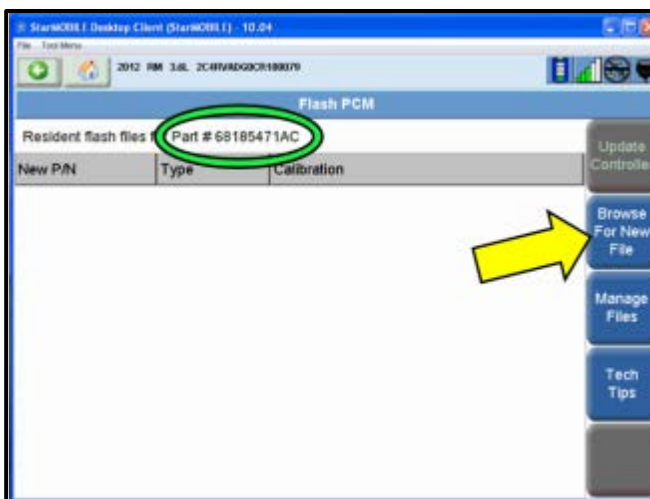 StarMOBILE Desktop Client (StarMOBILE) - 10.04
File Tool Menu
2012 RM 3.6L 2C4RVADG0CR100079
Flash PCM
Resident flash files f Part # 68185471AC
New P/N Type Calibration
Update
Controlle
Browse
For New
File
Manage
Files
Tech
Tips